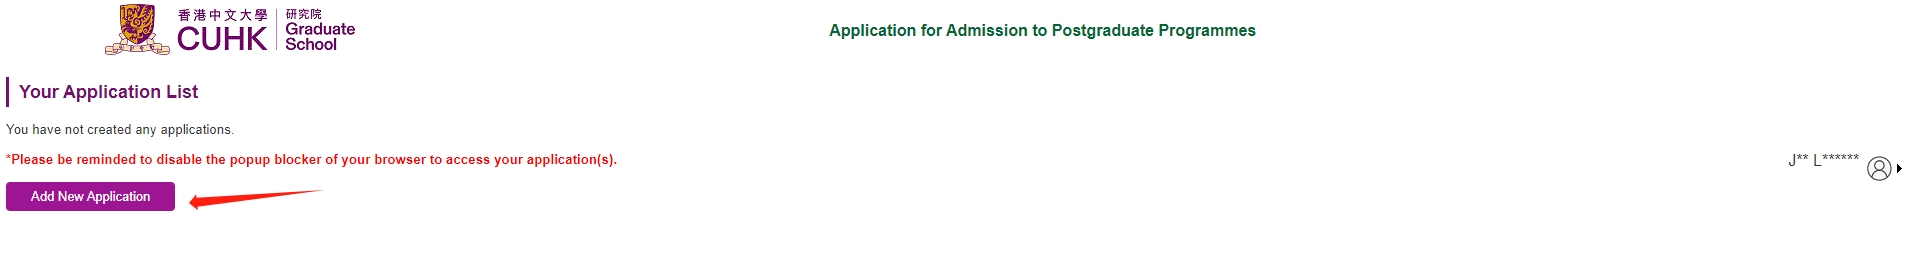 香港中文大學
CUHK
研究院
Graduate
School
Application for Admission to Postgraduate Programmes
Your Application List
You have not created any applications.
*Please be reminded to disable the popup blocker of your browser to access your application(s).
J** L******
Add New Application